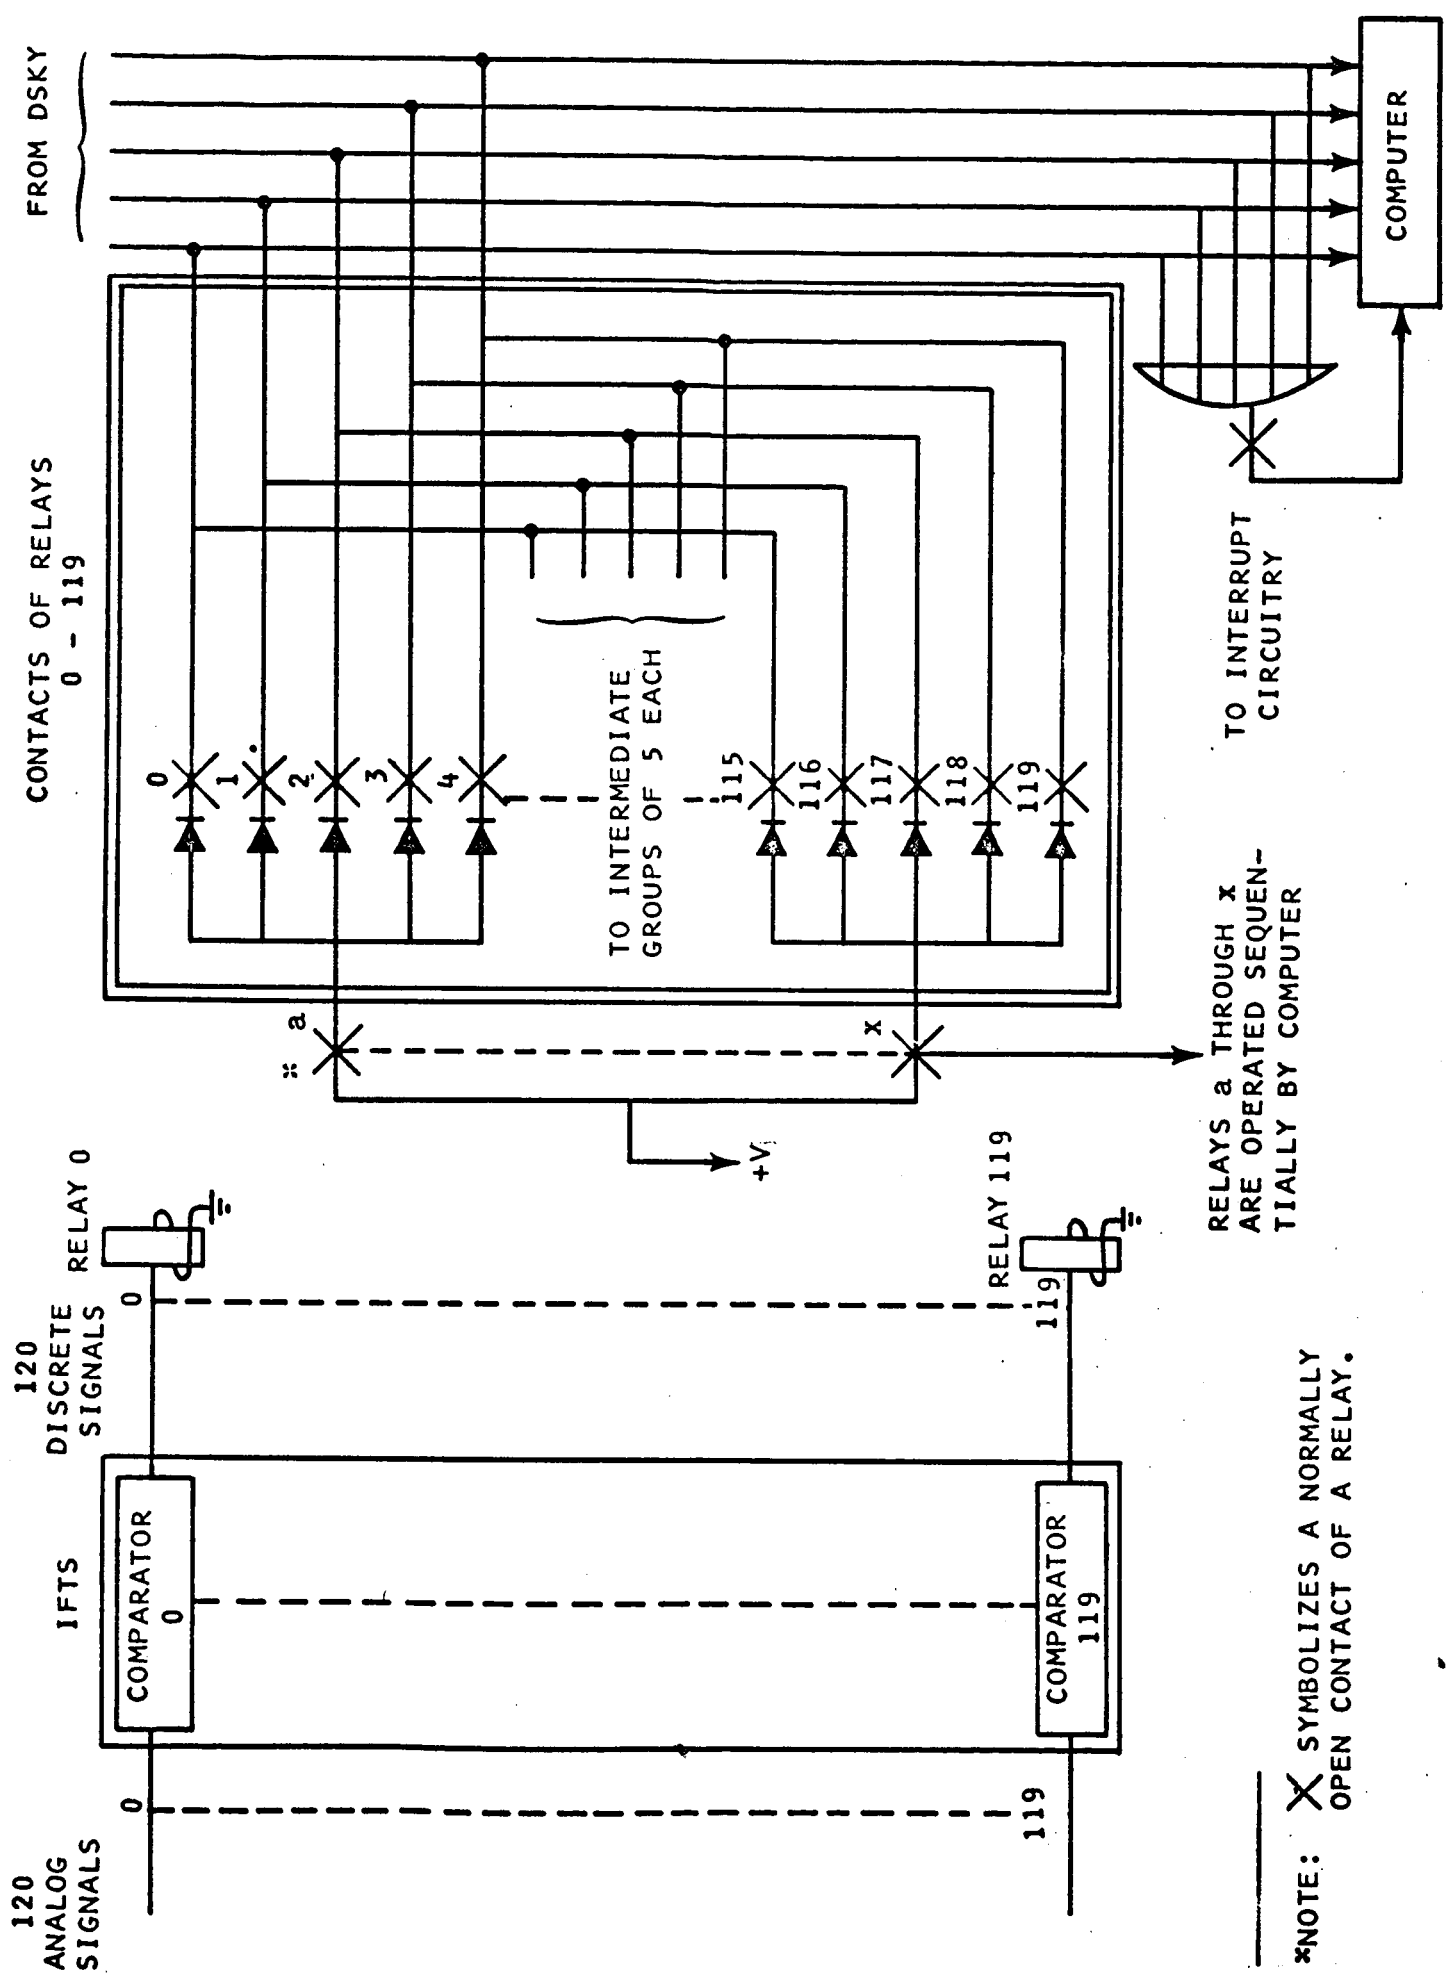 120
ANALOG
SIGNALS
0
119
IFTS
COMPARATOR
0
COMPARATOR
119
120
DISCRETE
SIGNALS
0
119
RELAY 0
RELAY 119
+V
* a
x
RELAYS a THROUGH x
ARE OPERATED SEQUEN-
TIALLY BY COMPUTER
CONTACTS OF RELAYS
0 - 119
0
1
2
3
4
115
116
117
118
119
TO INTERMEDIATE
GROUPS OF 5 EACH
TO INTERRUPT
CIRCUITRY
FROM DSKY
COMPUTER
*NOTE: X SYMBOLIZES A NORMALLY
OPEN CONTACT OF A RELAY.